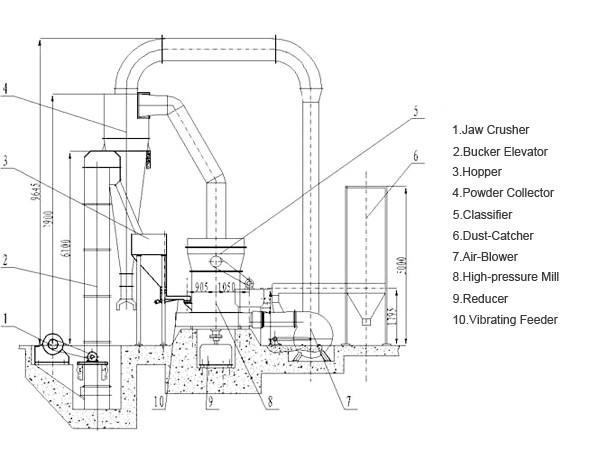 4
3
2
1
9645
7900
6100
905
1050
5
6
5000
1795
10
9
8
7
1.Jaw Crusher
2.Bucker Elevator
3.Hopper
4.Powder Collector
5.Classifier
6.Dust-Catcher
7.Air-Blower
8.High-pressure Mill
9.Reducer
10.Vibrating Feeder